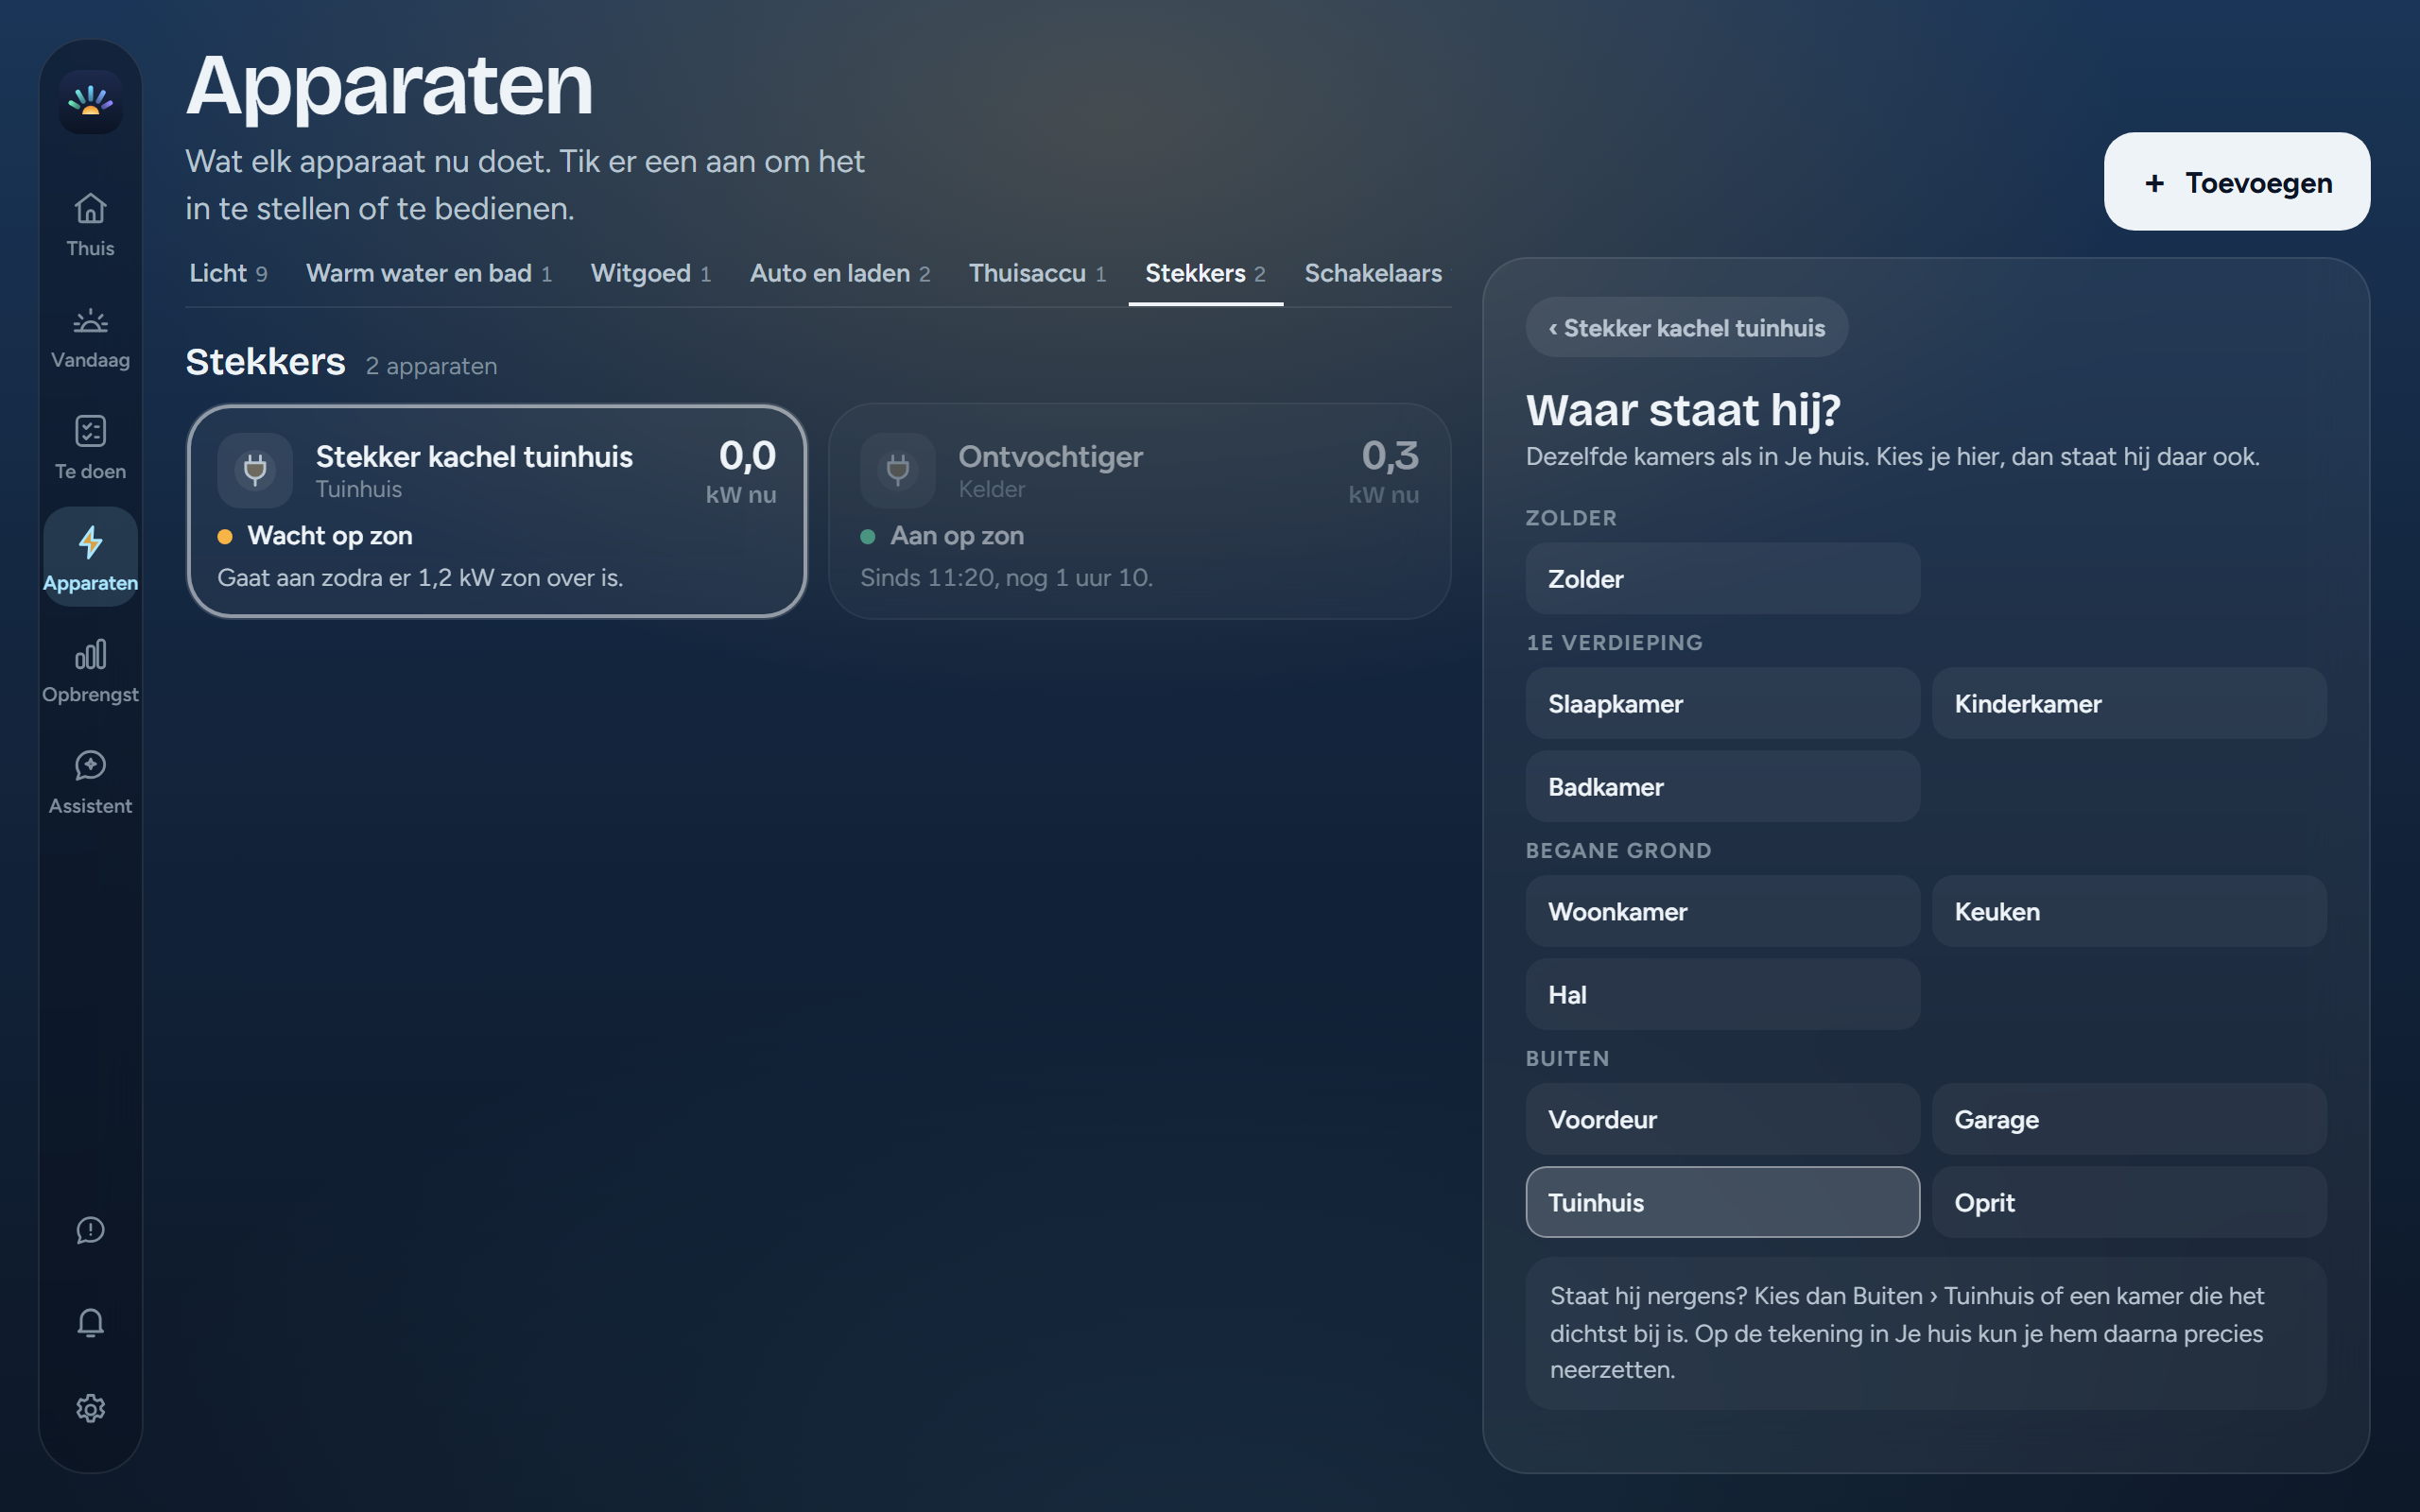 Apparaten
Wat elk apparaat nu doet. Tik er een aan om het
in te stellen of te bedienen.
+ Toevoegen
Thuis
Vandaag
Te doen
Apparaten
Opbrengst
Assistent
Licht 9 Warm water en bad 1 Witgoed 1 Auto en laden 2 Thuisaccu 1 Stekkers 2 Schakelaars
Stekkers 2 apparaten
Stekker kachel tuinhuis
Tuinhuis
0,0
kW nu
Wacht op zon
Gaat aan zodra er 1,2 kW zon over is.
Ontvochtiger
Kelder
0,3
kW nu
Aan op zon
Sinds 11:20, nog 1 uur 10.
‹ Stekker kachel tuinhuis
Waar staat hij?
Dezelfde kamers als in Je huis. Kies je hier, dan staat hij daar ook.
ZOLDER
Zolder
1E VERDIEPING
Slaapkamer
Kinderkamer
Badkamer
BEGANE GROND
Woonkamer
Keuken
Hal
BUITEN
Voordeur
Garage
Tuinhuis
Oprit
Staat hij nergens? Kies dan Buiten › Tuinhuis of een kamer die het
dichtst bij is. Op de tekening in Je huis kun je hem daarna precies
neerzetten.